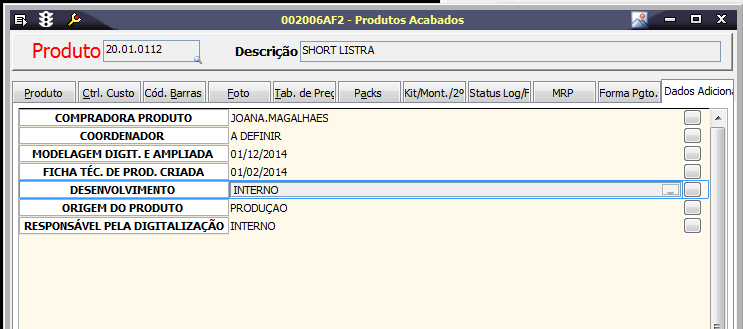 002006AF2 - Produtos Acabados
Produto 20.01.0112 Descrição SHORT LISTRA
Produto Ctrl. Custo Cód. Barras Foto Tab. de Preç Packs Kit/Mont./2º Status Log/F MRP Forma Pgto. Dados Adiciona
COMPRADORA PRODUTO JOANA.MAGALHAES
COORDENADOR A DEFINIR
MODELAGEM DIGIT. E AMPLIADA 01/12/2014
FICHA TÉC. DE PROD. CRIADA 01/02/2014
DESENVOLVIMENTO INTERNO ...
ORIGEM DO PRODUTO PRODUÇAO
RESPONSÁVEL PELA DIGITALIZAÇÃO INTERNO